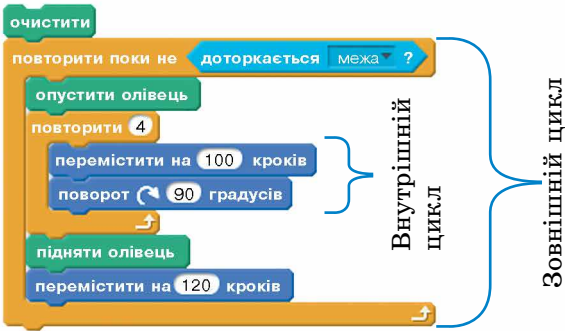 очистити
повторити поки не доторкається межа ?
опустити олівець
повторити 4
перемістити на 100 кроків
поворот 90 градусів
підняти олівець
перемістити на 120 кроків
Внутрішній
цикл
Зовнішній цикл